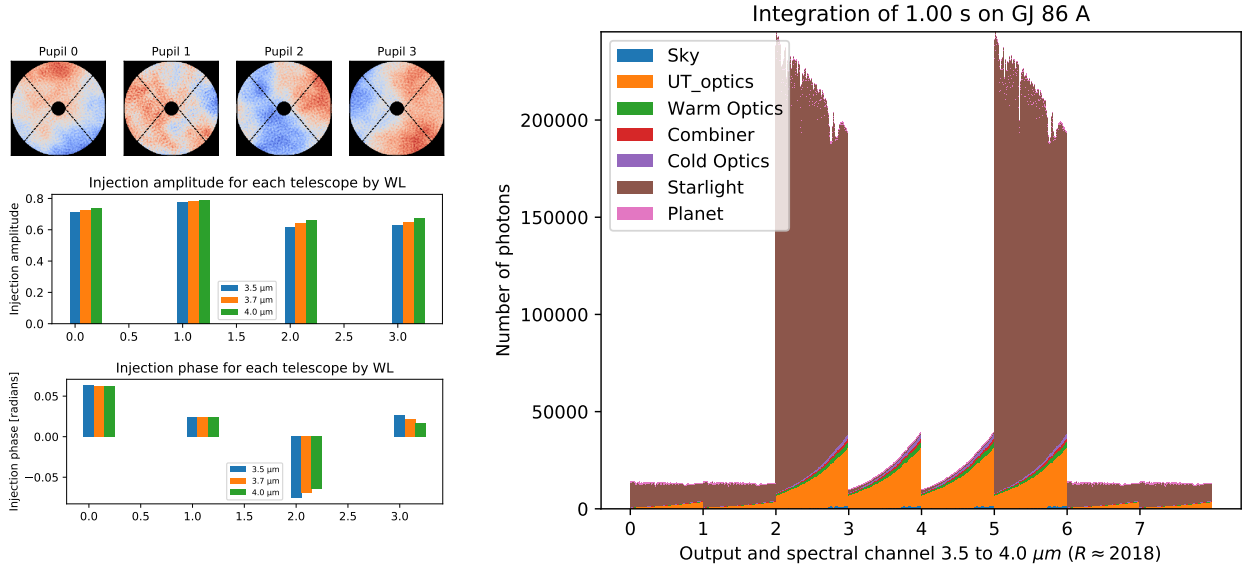 Pupil 0 Pupil 1 Pupil 2 Pupil 3
Injection amplitude for each telescope by WL
Injection amplitude
0.8
0.6
0.4
0.2
0.0
3.5 μm
3.7 μm
4.0 μm
0.0 0.5 1.0 1.5 2.0 2.5 3.0
Injection phase for each telescope by WL
Injection phase [radians]
0.05
0.00
−0.05
3.5 μm
3.7 μm
4.0 μm
0.0 0.5 1.0 1.5 2.0 2.5 3.0
Integration of 1.00 s on GJ 86 A
Number of photons
200000
150000
100000
50000
0
Sky
UT_optics
Warm Optics
Combiner
Cold Optics
Starlight
Planet
0 1 2 3 4 5 6 7
Output and spectral channel 3.5 to 4.0 μm (R ≈ 2018)